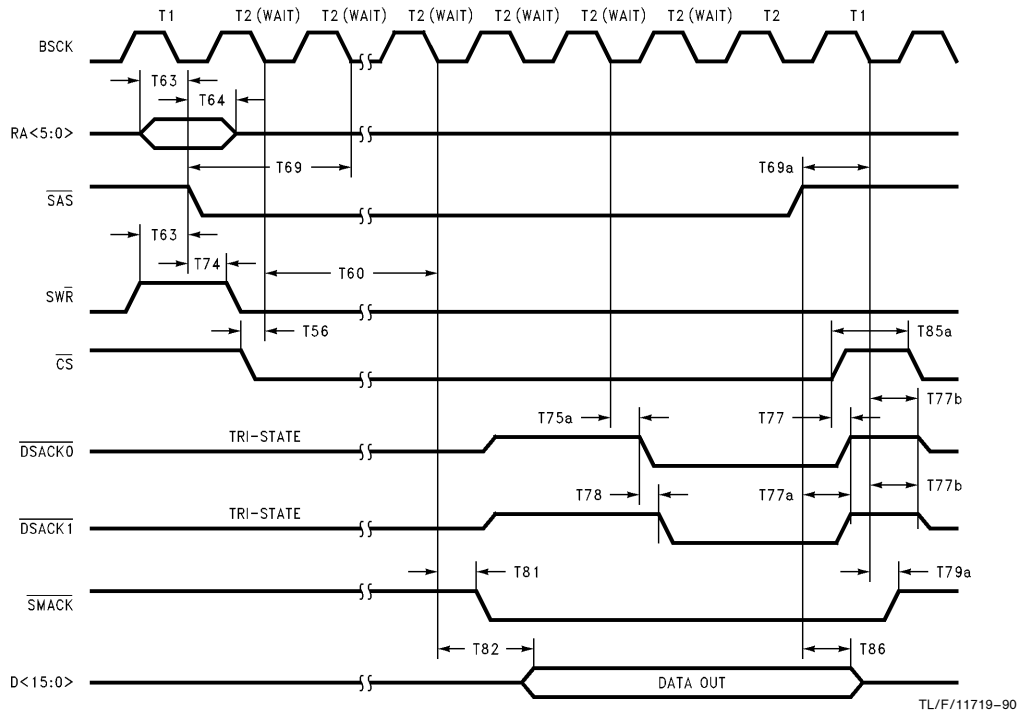 T1 T2 (WAIT) T2 (WAIT) T2 (WAIT) T2 (WAIT) T2 (WAIT) T2 (WAIT) T2 T1
BSCK
T63
T64
RA<5:0>
T69 T69a
SAS
T63
T74 T60
SWR
T56 T85a
CS
T77b
T75a T77
TRI-STATE
DSACK0
T77b
T78 T77a
TRI-STATE
DSACK1
T81 T79a
SMACK
T82 T86
D<15:0> DATA OUT
TL/F/11719-90